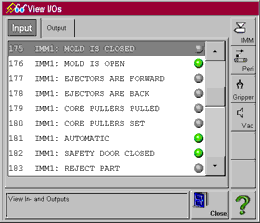 View I/Os
Input Output
175 IMM1: MOLD IS CLOSED
176 IMM1: MOLD IS OPEN
177 IMM1: EJECTORS ARE FORWARD
178 IMM1: EJECTORS ARE BACK
179 IMM1: CORE PULLERS PULLED
180 IMM1: CORE PULLERS SET
181 IMM1: AUTOMATIC
182 IMM1: SAFETY DOOR CLOSED
183 IMM1: REJECT PART
IMM
Peri
Gripper
Vac
View In- and Outputs
Close
?